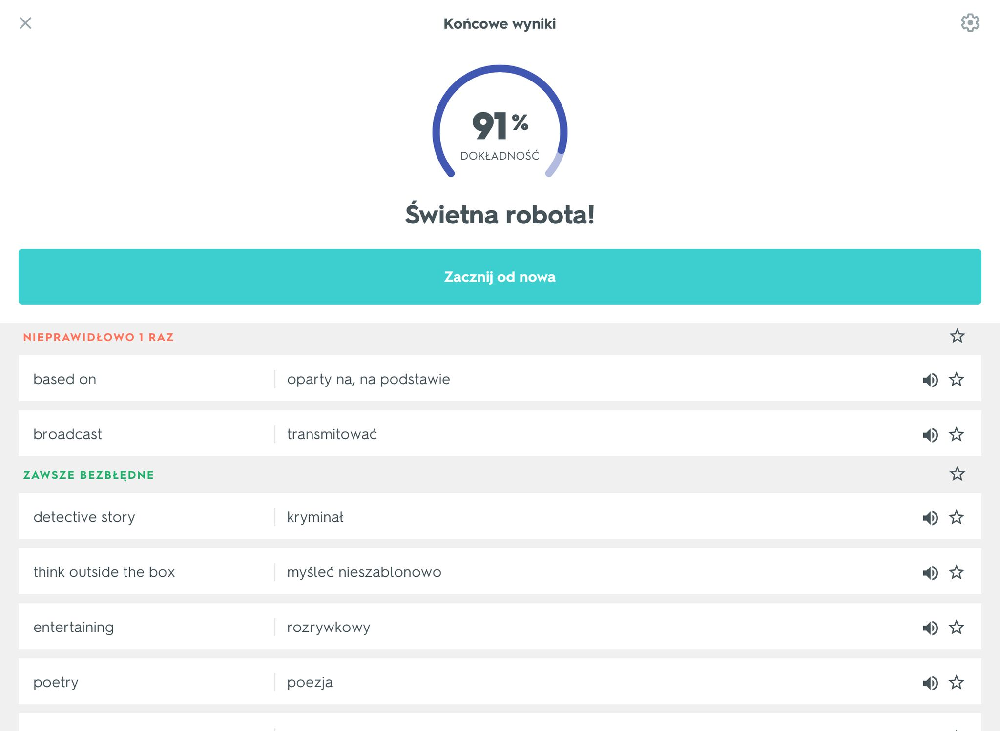 Końcowe wyniki
91%
DOKŁADNOŚĆ
Świetna robota!
Zacznij od nowa
NIEPRAWIDŁOWO 1 RAZ
based on oparty na, na podstawie
broadcast transmitować
ZAWSZE BEZBŁĘDNE
detective story kryminał
think outside the box myśleć nieszablonowo
entertaining rozrywkowy
poetry poezja